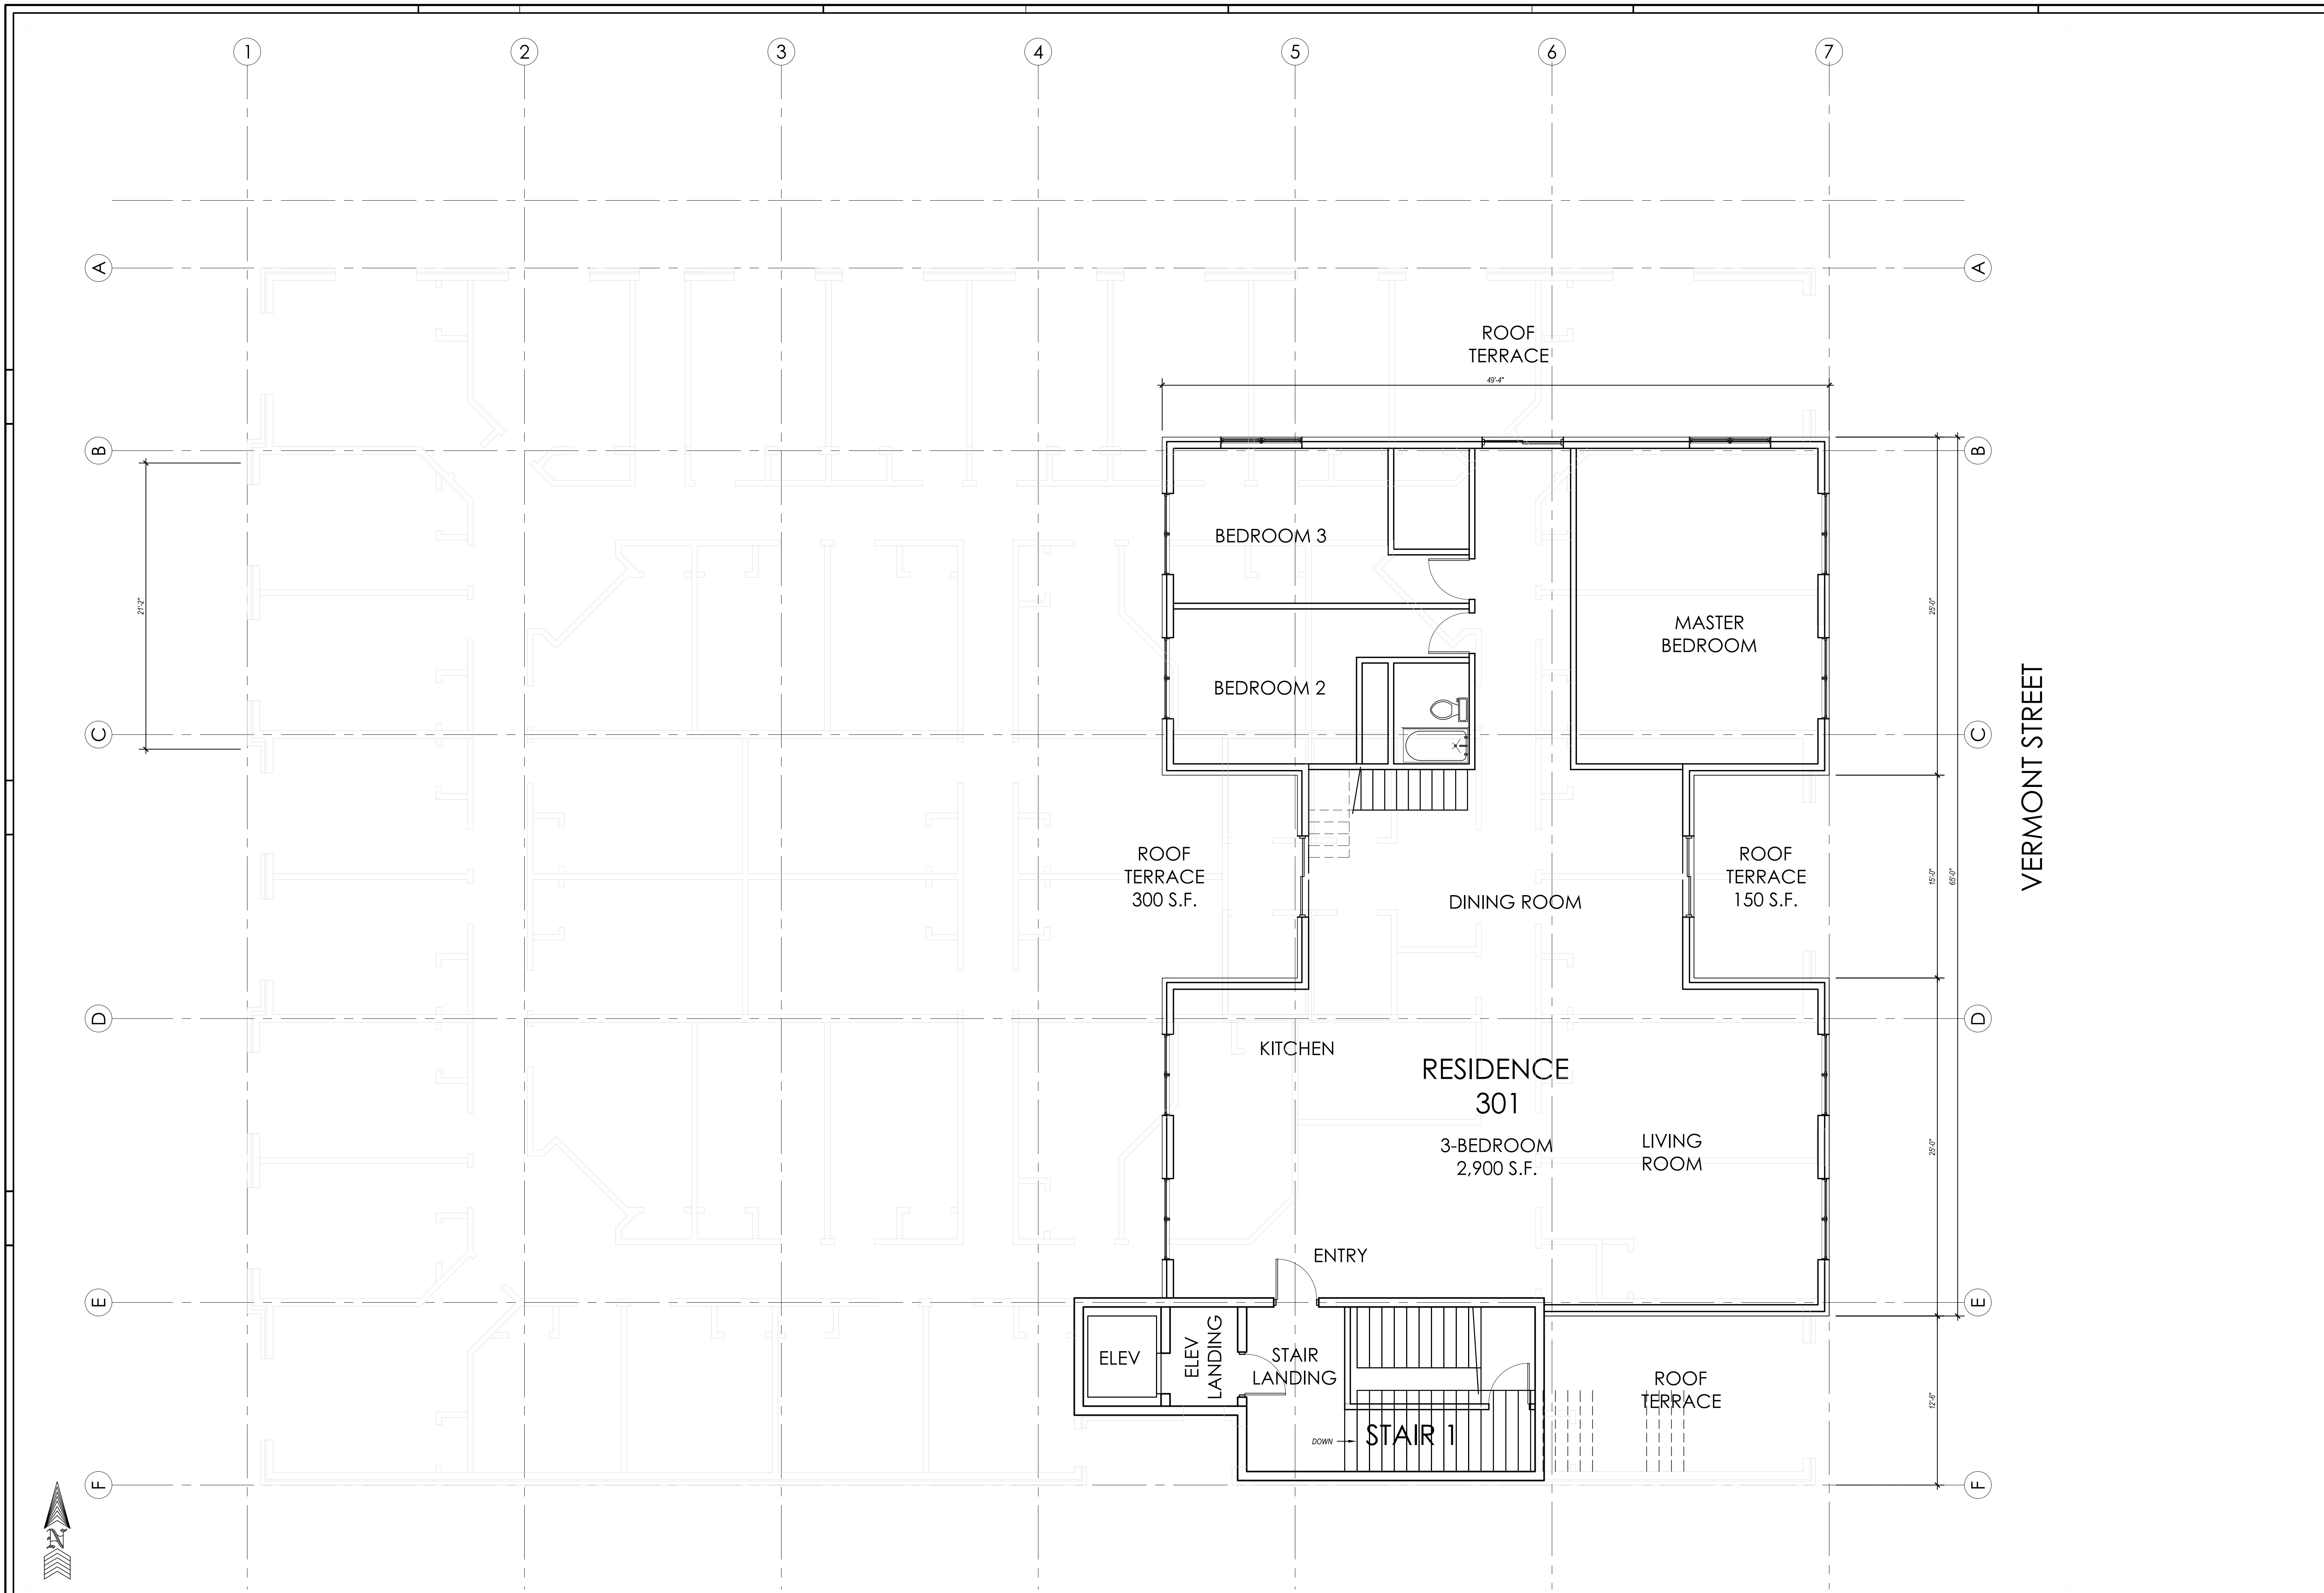 1
2
3
4
5
6
7
A
A
ROOF
TERRACE
49'-4"
B
B
21'-2"
BEDROOM 3
25'-0"
MASTER
BEDROOM
BEDROOM 2
C
C
VERMONT STREET
ROOF
TERRACE
300 S.F.
DINING ROOM
ROOF
TERRACE
150 S.F.
15'-0"
65'-0"
D
D
KITCHEN
RESIDENCE
301
3-BEDROOM
2,900 S.F.
LIVING
ROOM
25'-0"
ENTRY
E
E
ELEV
ELEV
LANDING
STAIR
LANDING
ROOF
TERRACE
12'-6"
DOWN
STAIR 1
F
F
N